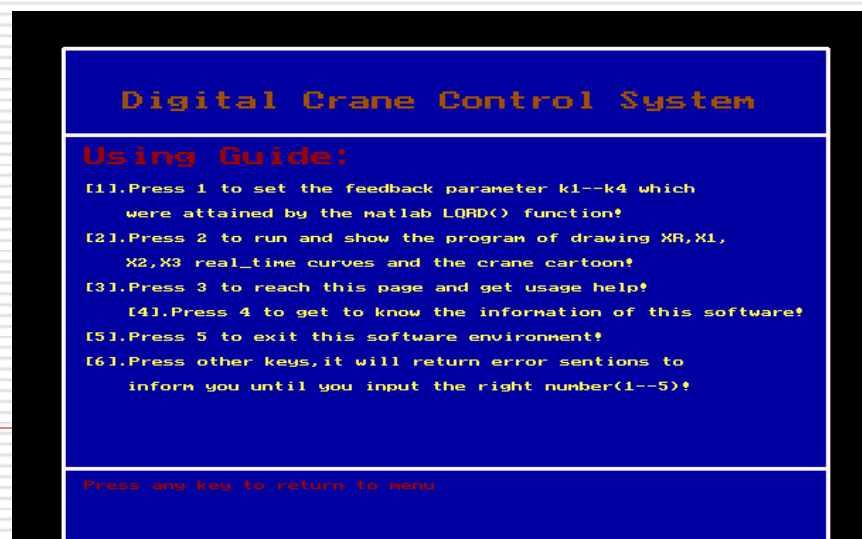 Digital Crane Control System
Using Guide:
[1].Press 1 to set the feedback parameter k1--k4 which
were attained by the matlab LQRD() function!
[2].Press 2 to run and show the program of drawing XR,X1,
X2,X3 real_time curves and the crane cartoon!
[3].Press 3 to reach this page and get usage help!
[4].Press 4 to get to know the information of this software!
[5].Press 5 to exit this software environment!
[6].Press other keys,it will return error sentions to
inform you until you input the right number(1--5)!
Press any key to return to menu